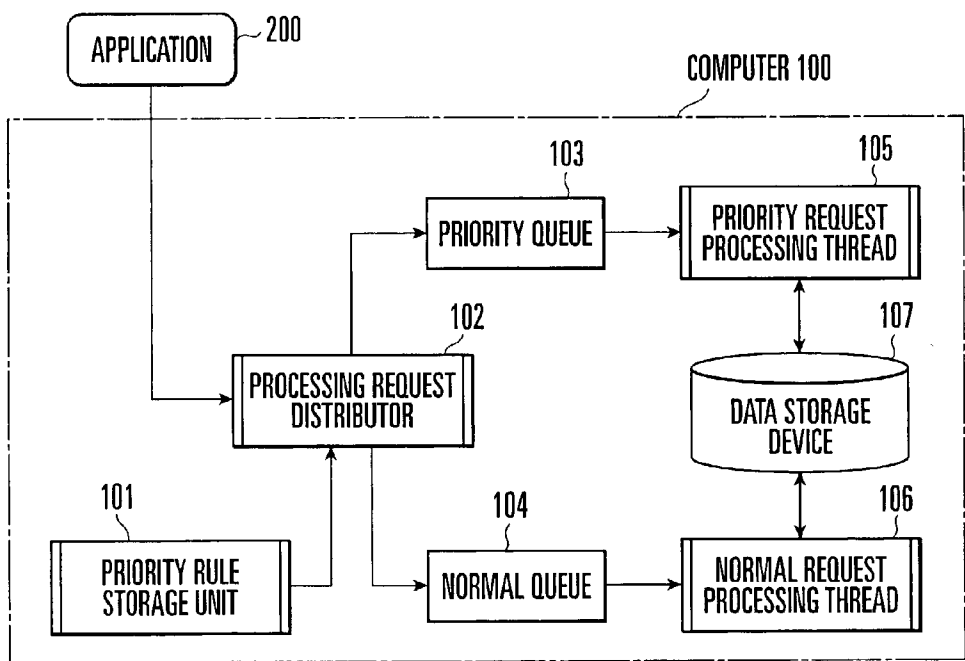 APPLICATION
200
COMPUTER 100
103
PRIORITY QUEUE
105
PRIORITY REQUEST
PROCESSING THREAD
102
PROCESSING REQUEST
DISTRIBUTOR
107
DATA STORAGE
DEVICE
101
PRIORITY RULE
STORAGE UNIT
104
NORMAL QUEUE
106
NORMAL REQUEST
PROCESSING THREAD